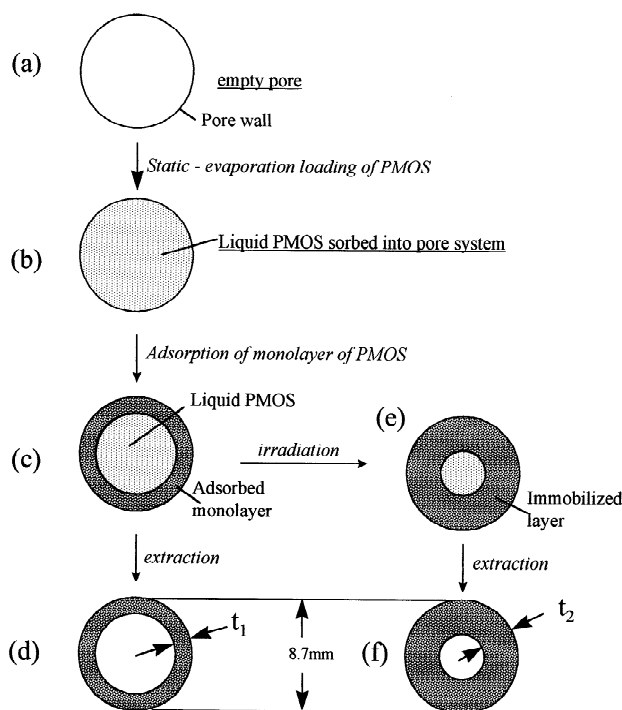 (a)
empty pore
Pore wall
Static - evaporation loading of PMOS
(b)
Liquid PMOS sorbed into pore system
Adsorption of monolayer of PMOS
Liquid PMOS
(e)
(c)
irradiation
Adsorbed
monolayer
Immobilized
layer
extraction
extraction
t1
t2
(d)
8.7mm
(f)